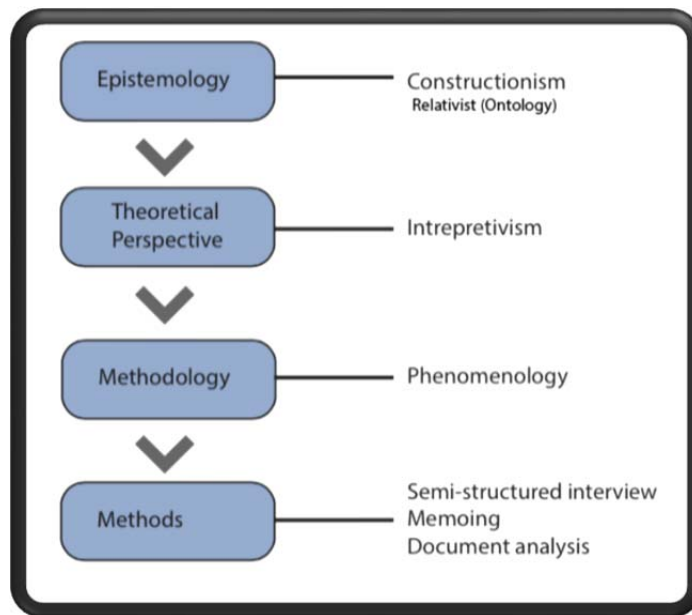 Epistemology
Constructionism
Relativist (Ontology)
Theoretical
Perspective
Intrepretivism
Methodology
Phenomenology
Methods
Semi-structured interview
Memoing
Document analysis